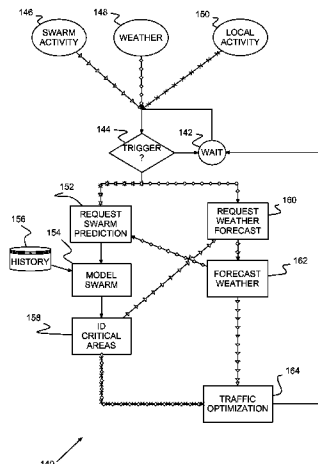 146
148
150
SWARM
ACTIVITY
WEATHER
LOCAL
ACTIVITY
144
142
TRIGGER
?
WAIT
152
160
REQUEST
SWARM
PREDICTION
REQUEST
WEATHER
FORECAST
156
154
162
HISTORY
MODEL
SWARM
FORECAST
WEATHER
158
ID
CRITICAL
AREAS
164
TRAFFIC
OPTIMIZATION
140